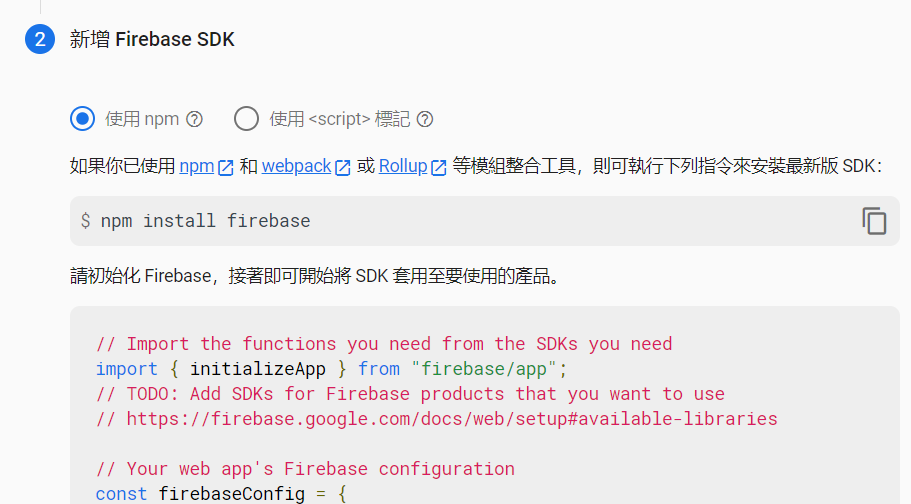 2 新增 Firebase SDK
使用 npm 使用 <script> 標記
如果你已使用 npm 和 webpack 或 Rollup 等模組整合工具，則可執行下列指令來安裝最新版 SDK：
$ npm install firebase
請初始化 Firebase，接著即可開始將 SDK 套用至要使用的產品。
// Import the functions you need from the SDKs you need
import { initializeApp } from "firebase/app";
// TODO: Add SDKs for Firebase products that you want to use
// https://firebase.google.com/docs/web/setup#available-libraries
// Your web app's Firebase configuration
const firebaseConfig = {